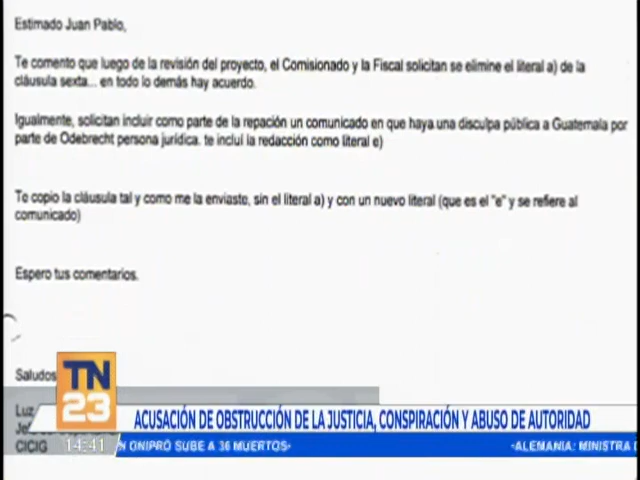 Estimado Juan Pablo,
Te comento que luego de la revisión del proyecto, el Comisionado y la Fiscal solicitan se elimine el literal a) de la
cláusula sexta... en todo lo demás hay acuerdo.
Igualmente, solicitan incluir como parte de la repación un comunicado en que haya una disculpa pública a Guatemala por
parte de Odebrecht persona jurídica. te incluí la redacción como literal e)
Te copio la cláusula tal y como me la enviaste, sin el literal a) y con un nuevo literal (que es el "e" y se refiere al
comunicado)
Espero tus comentarios.
Saludos
Luz
CICIG
TN
23
14:41
ACUSACIÓN DE OBSTRUCCIÓN DE LA JUSTICIA, CONSPIRACIÓN Y ABUSO DE AUTORIDAD
N ONIPRÓ SUBE A 36 MUERTOS-
-ALEMANIA: MINISTRA